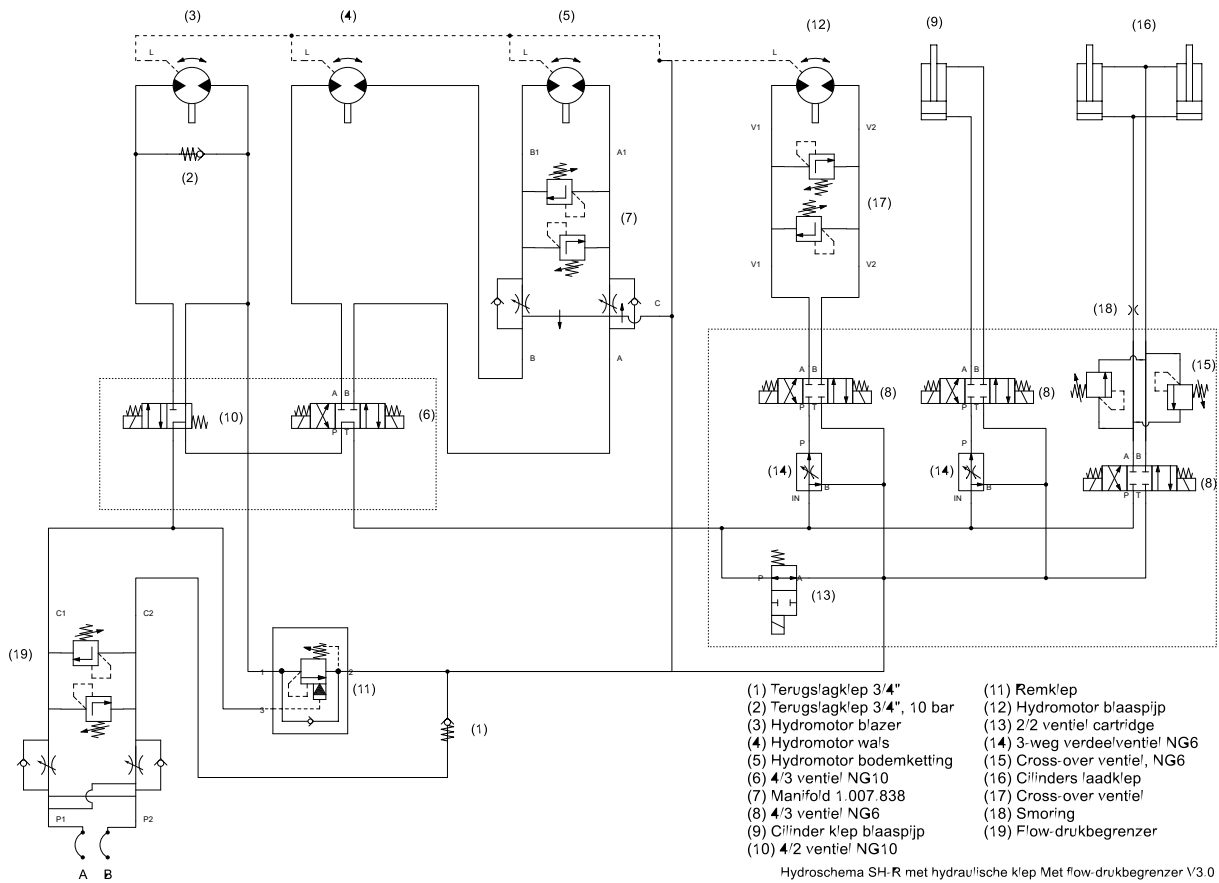 (3) (4) (5) (12) (9) (16)
L L L L
V1 V2
B1 A1
(2)
(7) (17)
V1 V2
C
(18)
B A
(15)
A B A B A B
(10) (6) (8) (8)
P T P T P T
P P A B
(14) (14)
B B (8)
IN IN P T
P A
(13)
C1 C2
(19)
1 2
(11)
3
(1)
P1 P2
A B
(1) Terugslagklep 3/4"
(2) Terugslagklep 3/4", 10 bar
(3) Hydromotor blazer
(4) Hydromotor wals
(5) Hydromotor bodemketting
(6) 4/3 ventiel NG10
(7) Manifold 1.007.838
(8) 4/3 ventiel NG6
(9) Cilinder klep blaaspijp
(10) 4/2 ventiel NG10
(11) Remklep
(12) Hydromotor blaaspijp
(13) 2/2 ventiel cartridge
(14) 3-weg verdeelventiel NG6
(15) Cross-over ventiel, NG6
(16) Cilinders laadklep
(17) Cross-over ventiel
(18) Smoring
(19) Flow-drukbegrenzer
Hydroschema SH-R met hydraulische klep Met flow-drukbegrenzer V3.0